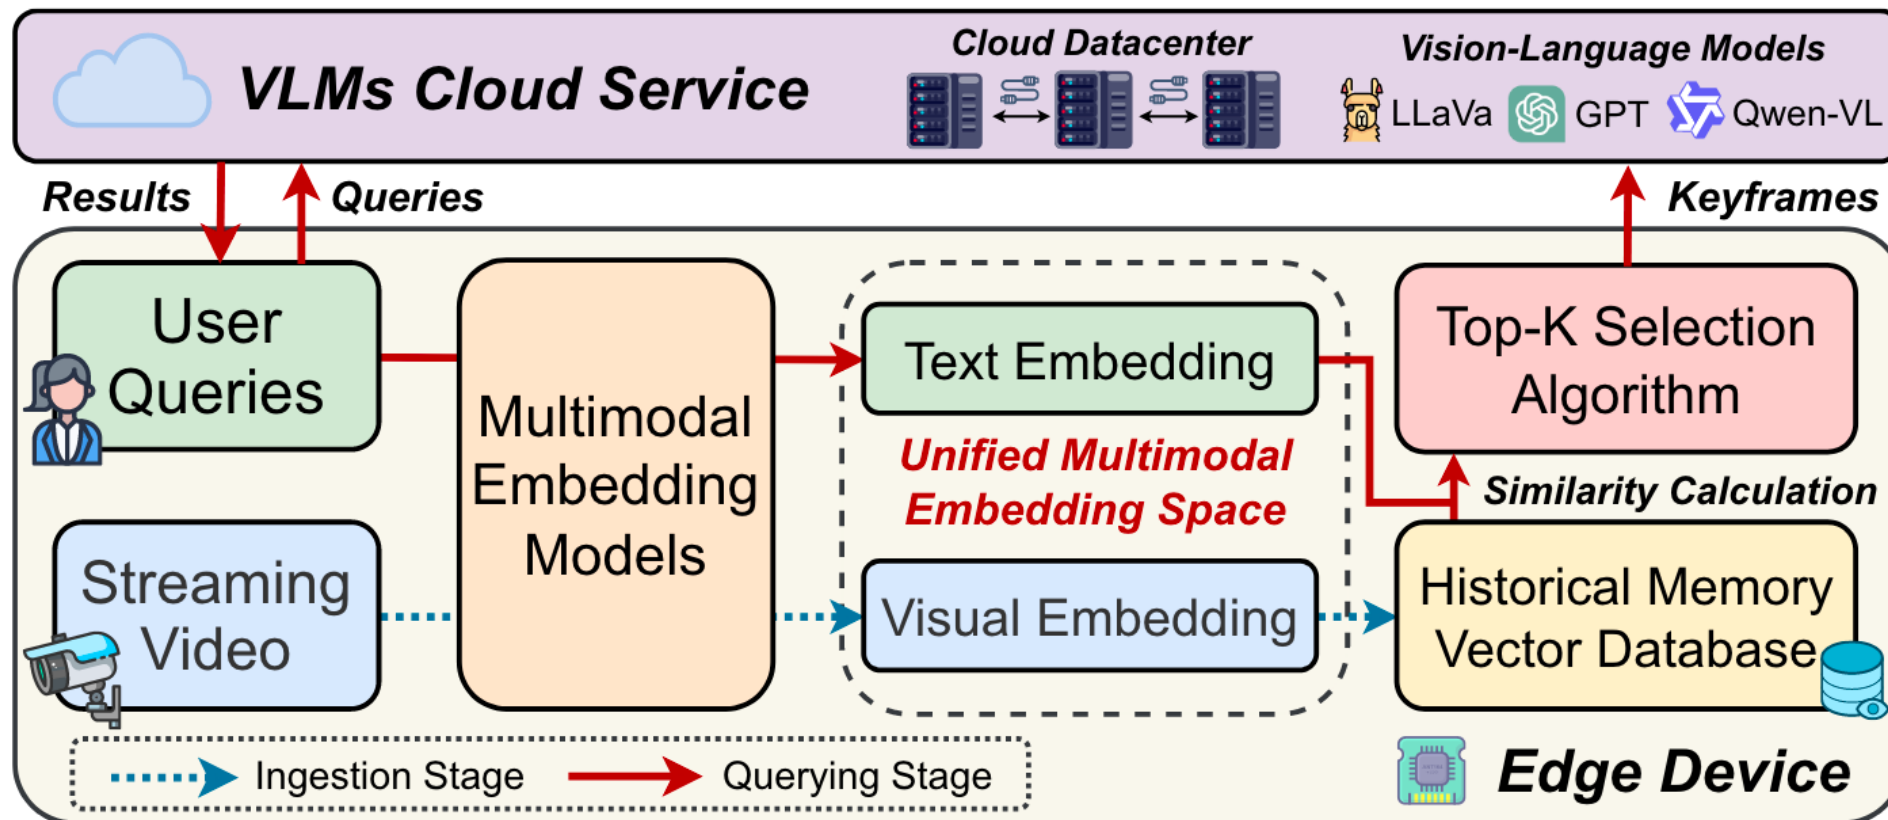 VLMs Cloud Service
Cloud Datacenter
Vision-Language Models
LLaVa
GPT
Qwen-VL
Results
Queries
Keyframes
User
Queries
Multimodal
Embedding
Models
Text Embedding
Unified Multimodal
Embedding Space
Top-K Selection
Algorithm
Similarity Calculation
Streaming
Video
Visual Embedding
Historical Memory
Vector Database
Ingestion Stage
Querying Stage
Edge Device